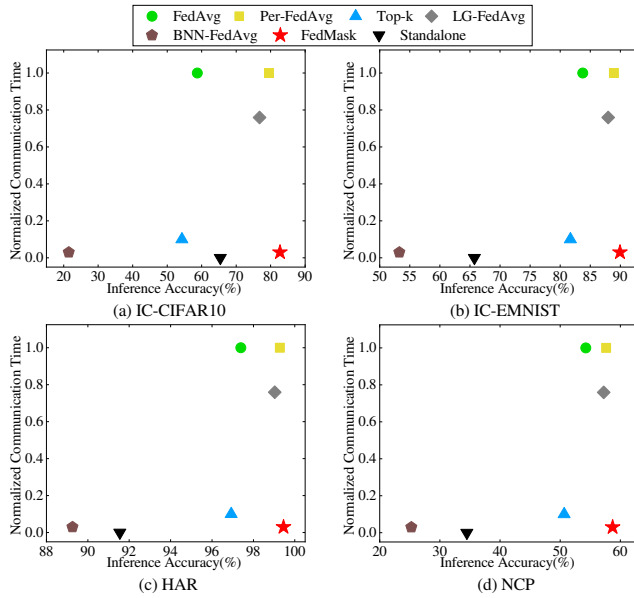 FedAvg Per-FedAvg Top-k LG-FedAvg
BNN-FedAvg FedMask Standalone
Normalized Communication Time
1.0
0.8
0.6
0.4
0.2
0.0
20 30 40 50 60 70 80 90
Inference Accuracy(%)
(a) IC-CIFAR10
Normalized Communication Time
1.0
0.8
0.6
0.4
0.2
0.0
50 55 60 65 70 75 80 85 90
Inference Accuracy(%)
(b) IC-EMNIST
Normalized Communication Time
1.0
0.8
0.6
0.4
0.2
0.0
88 90 92 94 96 98 100
Inference Accuracy(%)
(c) HAR
Normalized Communication Time
1.0
0.8
0.6
0.4
0.2
0.0
20 30 40 50 60
Inference Accuracy(%)
(d) NCP